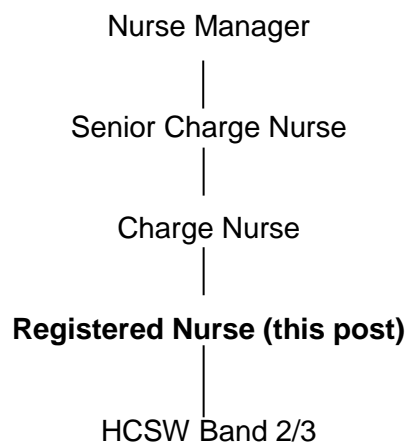 Nurse Manager
Senior Charge Nurse
Charge Nurse
Registered Nurse (this post)
HCSW Band 2/3